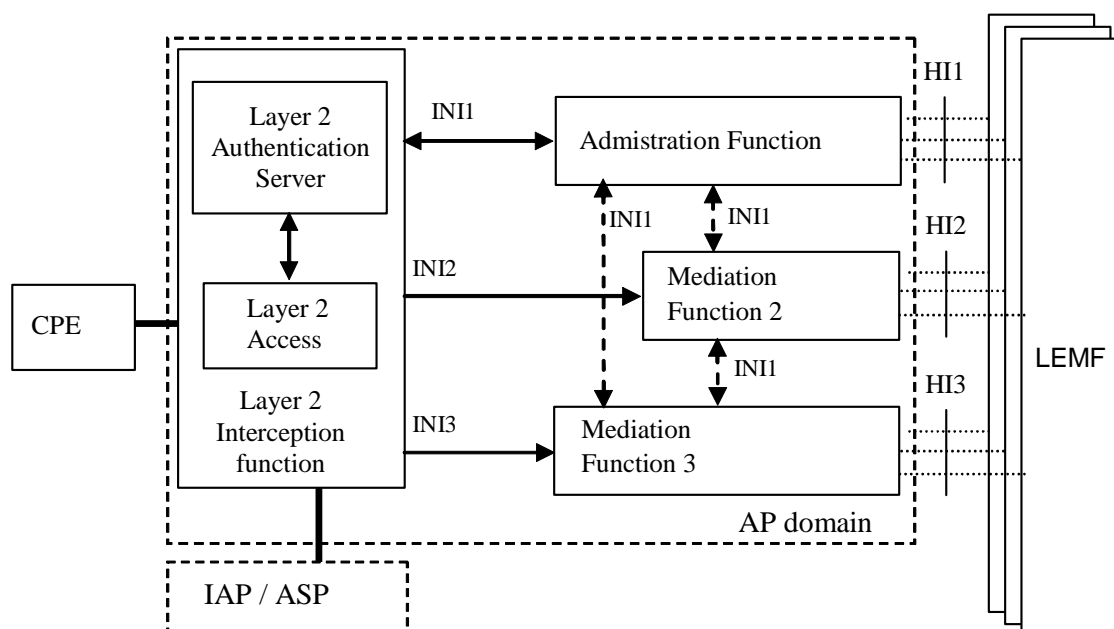 HI1
Layer 2
Authentication
Server
INI1
Admistration Function
INI1
INI1
HI2
INI2
Mediation
Function 2
CPE
Layer 2
Access
INI1
LEMF
HI3
Layer 2
Interception
function
INI3
Mediation
Function 3
AP domain
IAP / ASP